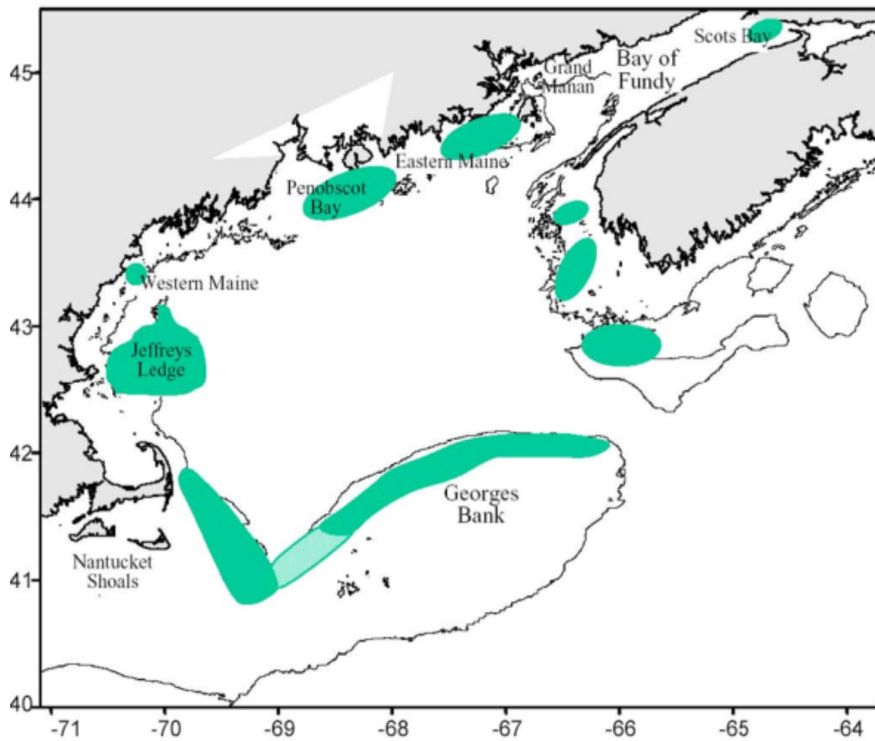 Scots Bay
Bay of
Fundy
Grand
Manan
45
Eastern Maine
Penobscot
Bay
44
Western Maine
43
Jeffreys
Ledge
42
Georges
Bank
Nantucket
Shoals
41
40
-71 -70 -69 -68 -67 -66 -65 -64